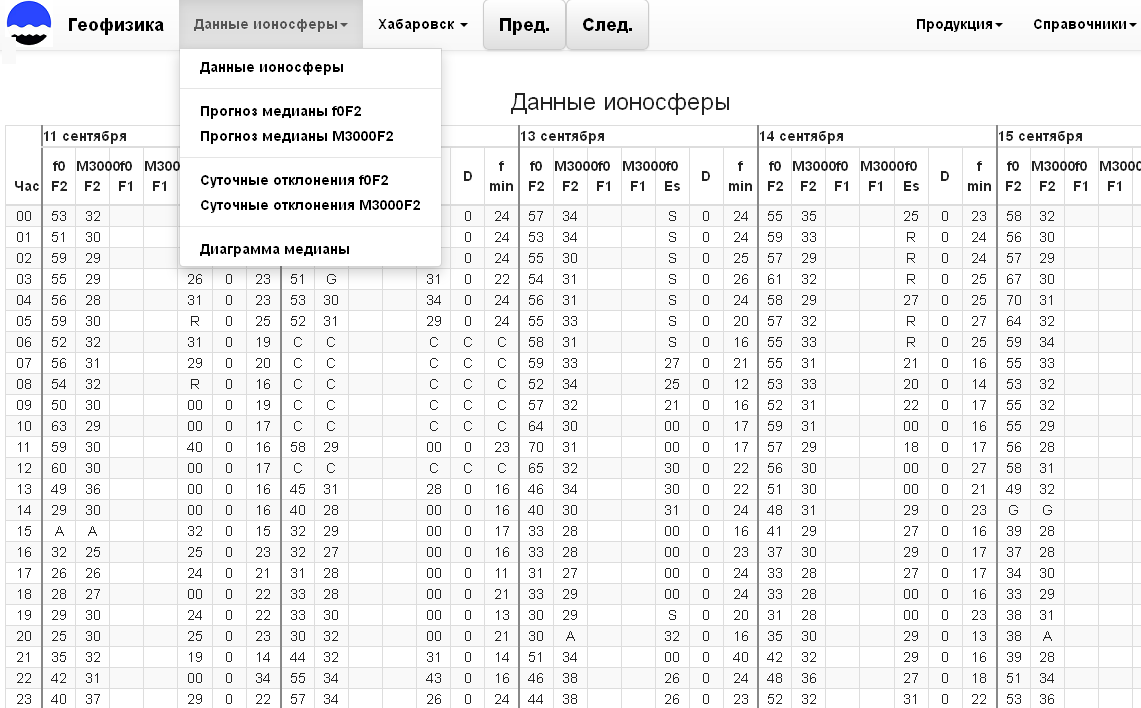 Геофизика Данные ионосферы Хабаровск Пред. След. Продукция Справочники
Данные ионосферы
Прогноз медианы f0F2
Прогноз медианы M3000F2
Суточные отклонения f0F2
Суточные отклонения M3000F2
Диаграмма медианы
Данные ионосферы
11 сентября 13 сентября 14 сентября 15 сентября
f0 M3000 f0 M300 f f0 M3000 f0 M3000 f0 f f0 M3000 f0 M3000 f0 f f0 M3000 f0 M3000
Час F2 F2 F1 F1 D min F2 F2 F1 F1 Es D min F2 F2 F1 F1 Es D min F2 F2 F1 F1
00 53 32 0 24 57 34 S 0 24 55 35 25 0 23 58 32
01 51 30 0 24 53 34 S 0 24 59 33 R 0 24 56 30
02 59 29 0 24 55 30 S 0 25 57 29 R 0 24 57 29
03 55 29 26 0 23 51 G 31 0 22 54 31 S 0 26 61 32 R 0 25 67 30
04 56 28 31 0 23 53 30 34 0 24 56 31 S 0 24 58 29 27 0 25 70 31
05 59 30 R 0 25 52 31 29 0 24 55 33 S 0 20 57 32 R 0 27 64 32
06 52 32 31 0 19 C C C C C 58 31 S 0 16 55 33 R 0 25 59 34
07 56 31 29 0 20 C C C C C 59 33 27 0 21 55 31 21 0 16 55 33
08 54 32 R 0 16 C C C C C 52 34 25 0 12 53 33 20 0 14 53 32
09 50 30 00 0 19 C C C C C 57 32 21 0 16 52 31 22 0 17 55 32
10 63 29 00 0 17 C C C C C 64 30 00 0 17 59 31 00 0 16 55 29
11 59 30 40 0 16 58 29 00 0 23 70 31 00 0 17 57 29 18 0 17 56 28
12 60 30 00 0 17 C C C C C 65 32 30 0 22 56 30 00 0 27 58 31
13 49 36 00 0 16 45 31 28 0 16 46 34 30 0 22 51 30 00 0 21 49 32
14 29 30 00 0 16 40 28 00 0 16 40 30 31 0 24 48 31 29 0 23 G G
15 A A 32 0 15 32 29 00 0 17 33 28 00 0 16 41 29 27 0 17 39 28
16 32 25 25 0 23 32 27 00 0 16 33 28 00 0 23 37 30 29 0 17 37 28
17 26 26 24 0 21 31 28 00 0 11 31 27 00 0 24 33 28 27 0 17 34 30
18 28 27 00 0 22 33 28 00 0 21 33 29 00 0 24 33 28 00 0 16 33 29
19 29 30 24 0 22 33 30 00 0 13 30 29 S 0 20 31 28 00 0 23 38 31
20 25 30 25 0 23 30 32 00 0 21 30 A 32 0 16 35 30 29 0 13 38 A
21 35 32 19 0 14 44 32 31 0 14 51 34 00 0 40 42 32 29 0 16 39 28
22 42 31 00 0 34 55 34 43 0 16 46 38 26 0 24 48 36 27 0 18 51 34
23 40 37 29 0 22 57 34 26 0 24 44 38 26 0 23 52 32 31 0 22 53 36